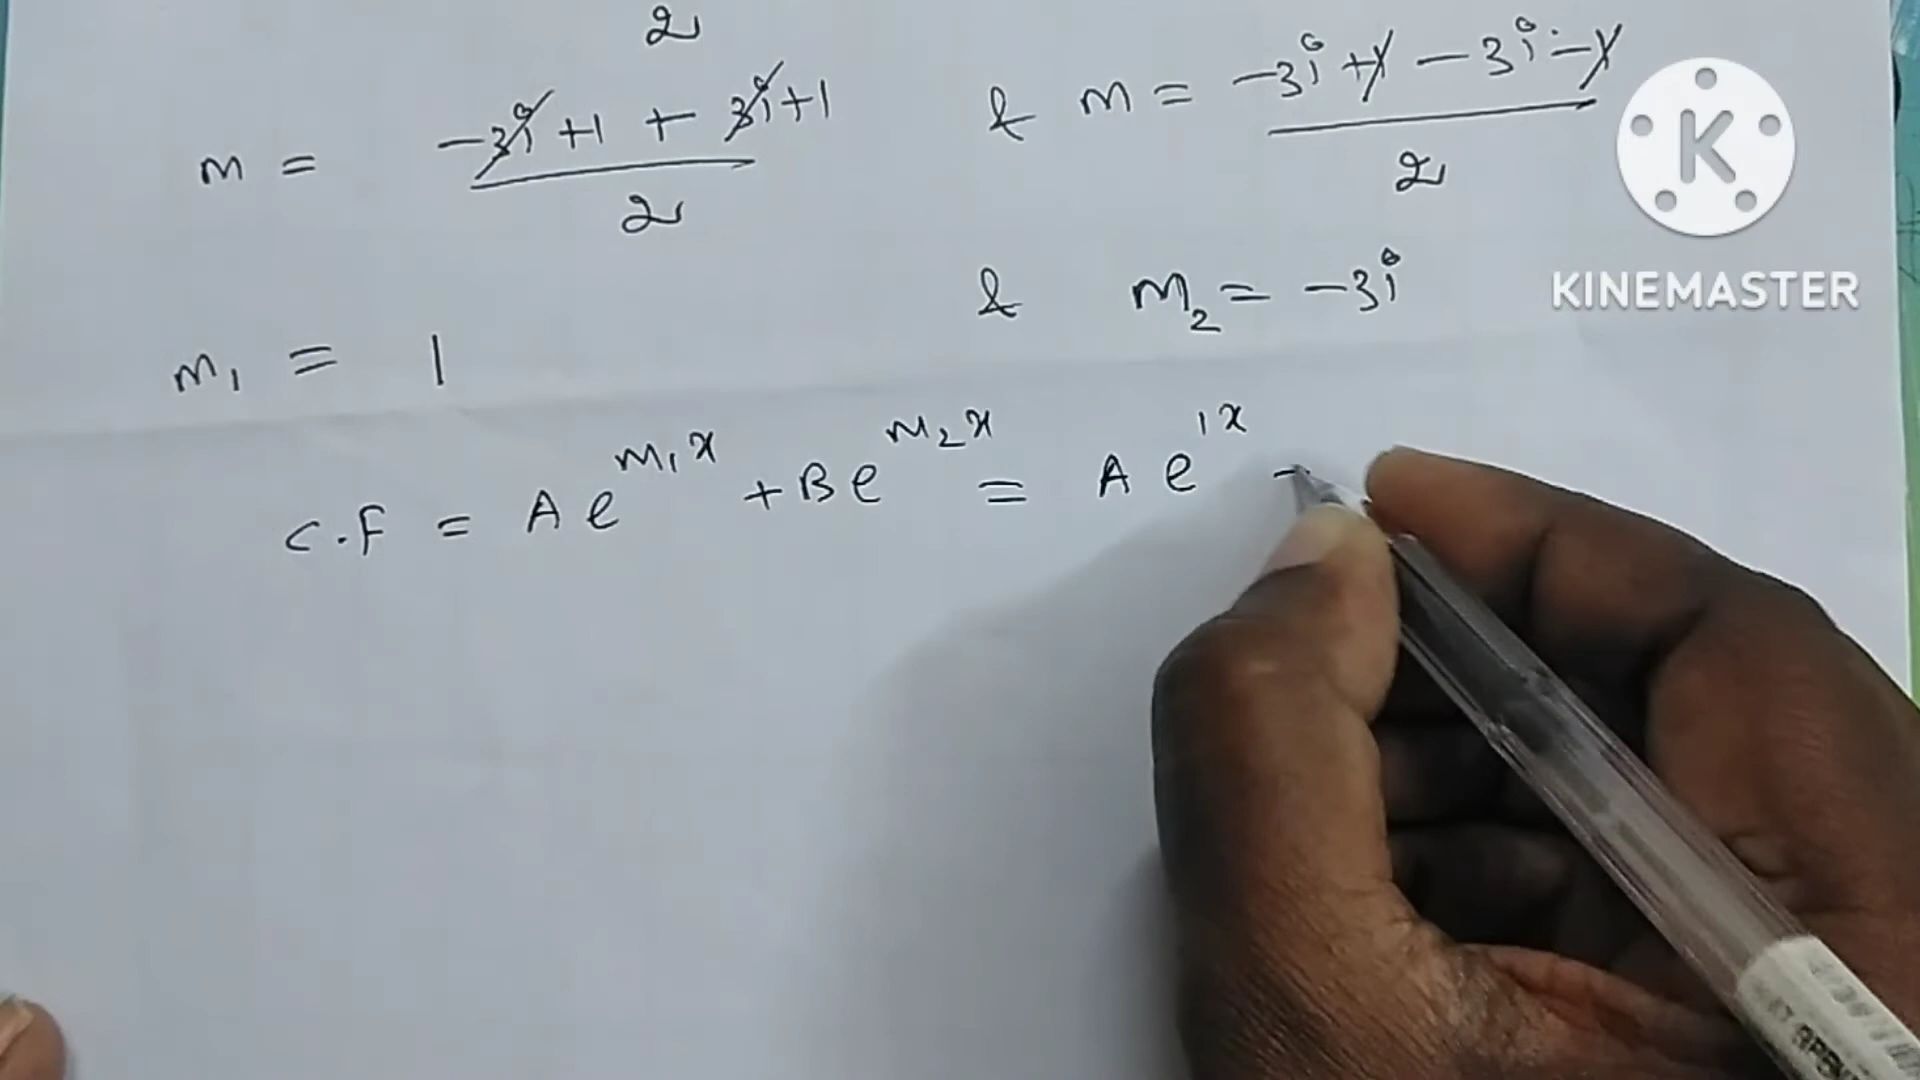 2
m = -3i+1 + 3i+1 / 2 & m = -3i+1 - 3i-1 / 2
K
KINEMASTER
m₁ = 1 & m₂ = -3i
C.F = A e^{m₁x} + B e^{m₂x} = A e^{1x}